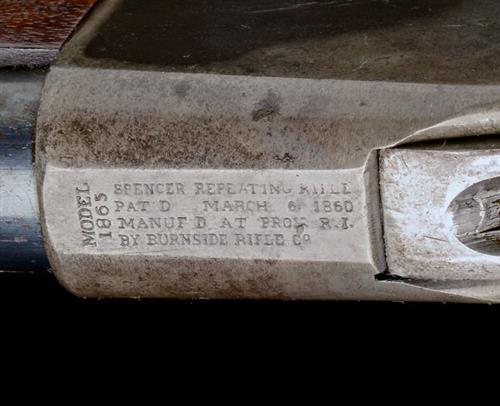 MODEL
1865
SPENCER REPEATING RIFLE
PAT'D MARCH 6, 1860
MANUF'D AT PROV. R.I.
BY BURNSIDE RIFLE Co